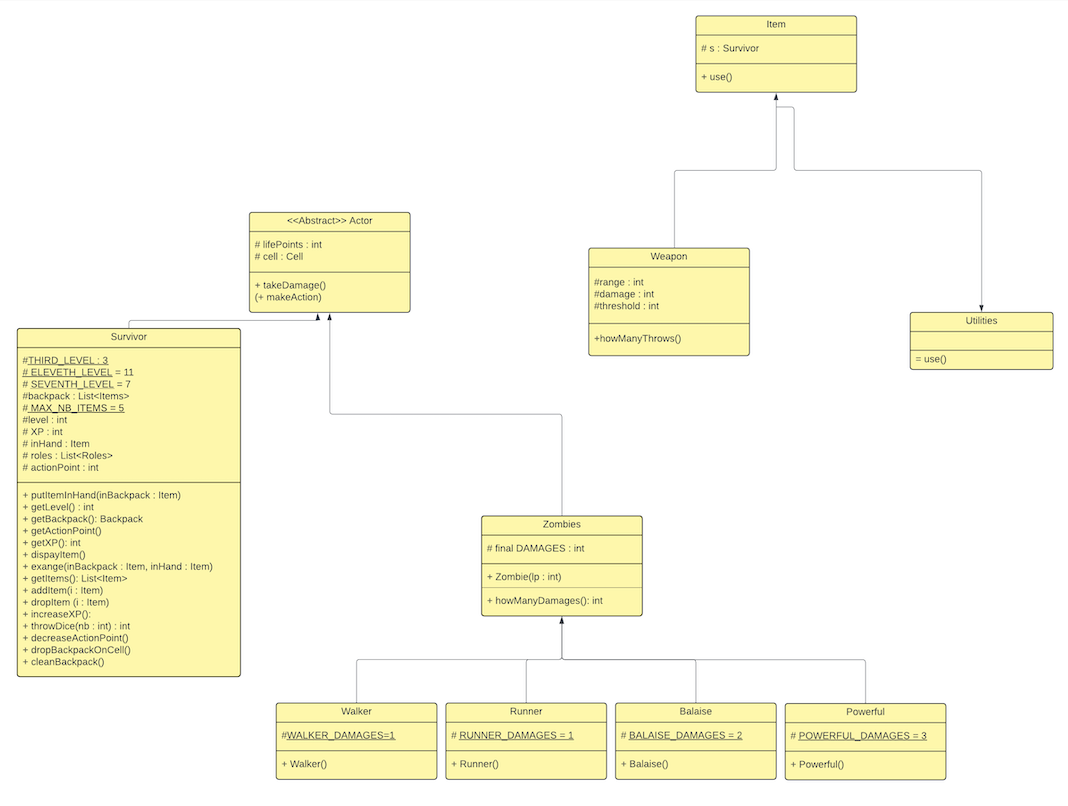 Item
# s : Survivor
+ use()
<<Abstract>> Actor
# lifePoints : int
# cell : Cell
+ takeDamage()
(+ makeAction)
Weapon
#range : int
#damage : int
#threshold : int
+howManyThrows()
Utilities
= use()
Survivor
#THIRD_LEVEL : 3
# ELEVETH_LEVEL = 11
# SEVENTH_LEVEL = 7
#backpack : List<Items>
# MAX_NB_ITEMS = 5
#level : int
# XP : int
# inHand : Item
# roles : List<Roles>
# actionPoint : int
+ putItemInHand(inBackpack : Item)
+ getLevel() : int
+ getBackpack(): Backpack
+ getActionPoint()
+ getXP(): int
+ dispayItem()
+ exange(inBackpack : Item, inHand : Item)
+ getItems(): List<Item>
+ addItem(i : Item)
+ dropItem (i : Item)
+ increaseXP():
+ throwDice(nb : int) : int
+ decreaseActionPoint()
+ dropBackpackOnCell()
+ cleanBackpack()
Zombies
# final DAMAGES : int
+ Zombie(lp : int)
+ howManyDamages(): int
Walker
#WALKER_DAMAGES=1
+ Walker()
Runner
# RUNNER_DAMAGES = 1
+ Runner()
Balaise
# BALAISE_DAMAGES = 2
+ Balaise()
Powerful
# POWERFUL_DAMAGES = 3
+ Powerful()